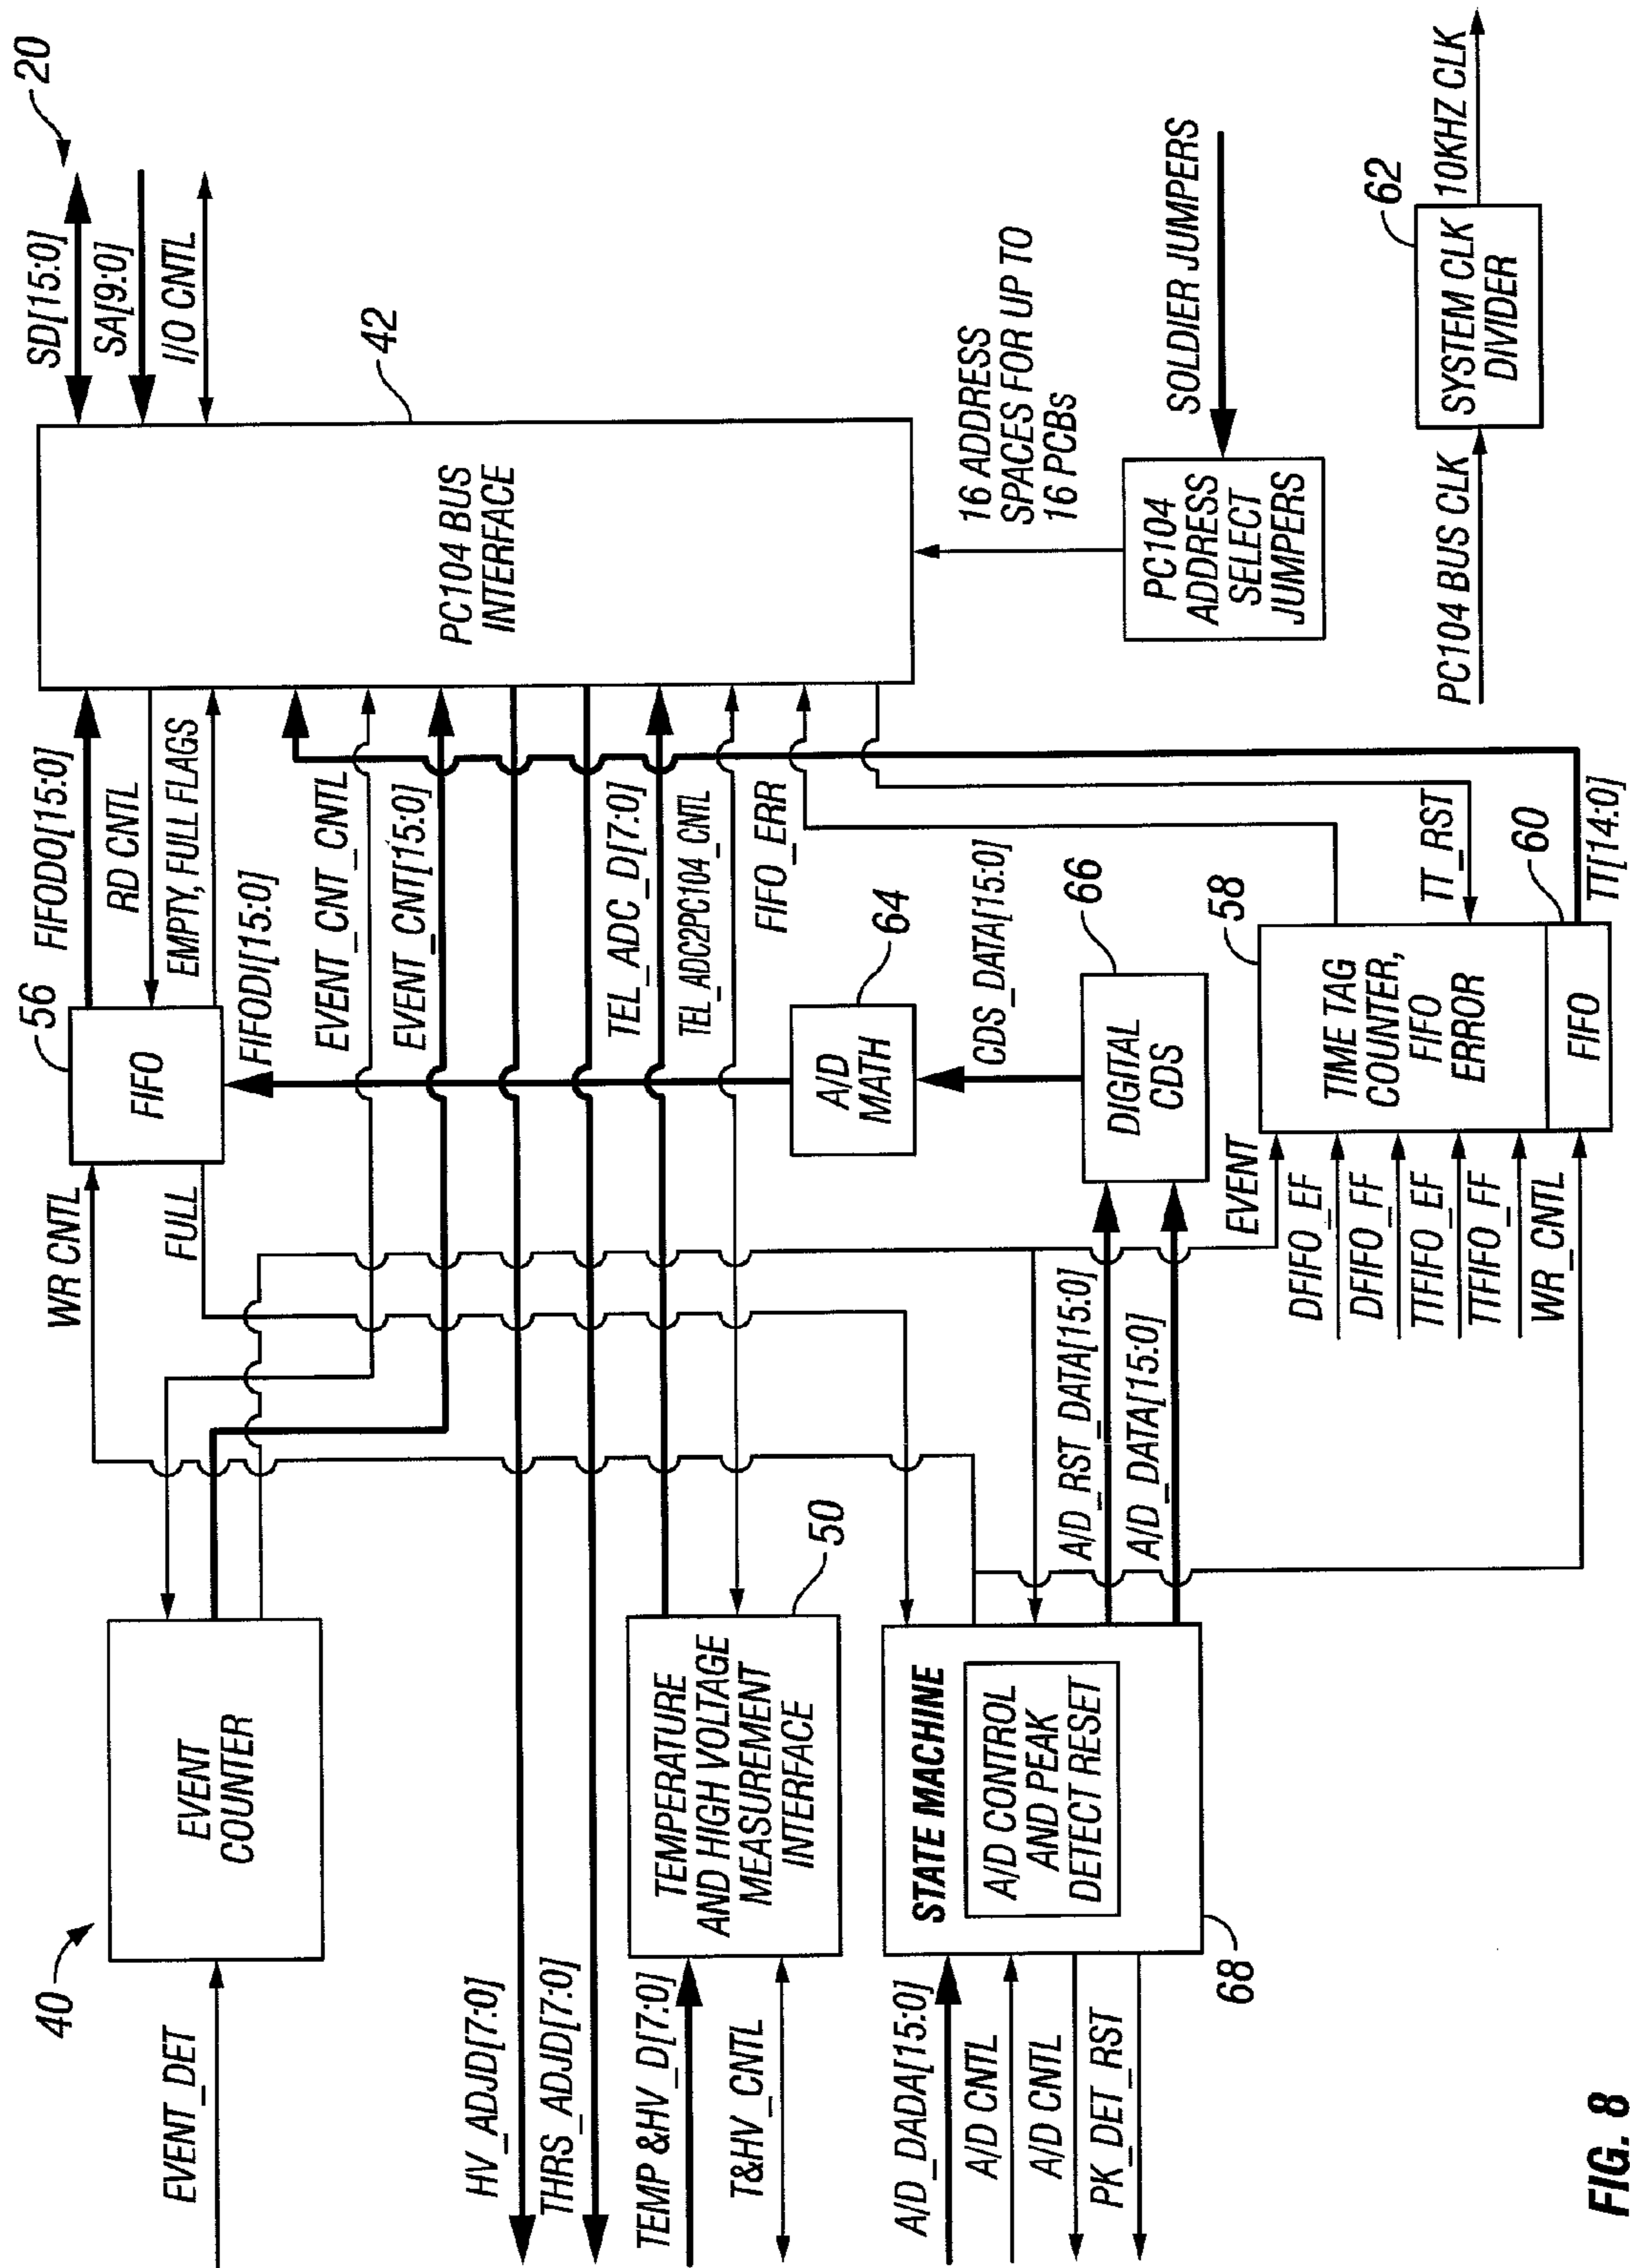 40
20
EVENT_DET
EVENT
COUNTER
WR CNTL
FULL
56
FIFO
FIFODO[15:0]
RD CNTL
EMPTY, FULL FLAGS
FIFODI[15:0]
EVENT_CNT_CNTL
EVENT_CNT[15:0]
SD[15:0]
SA[9:0]
I/O CNTL
42
PC104 BUS
INTERFACE
HV_ADJD[7:0]
THRS_ADJD[7:0]
TEMP &HV_D[7:0]
T&HV_CNTL
TEMPERATURE
AND HIGH VOLTAGE
MEASUREMENT
INTERFACE
50
TEL_ADC_D[7:0]
TEL_ADC2PC104_CNTL
FIFO_ERR
A/D
MATH
64
CDS_DATA[15:0]
DIGITAL
CDS
66
A/D_DADA[15:0]
A/D CNTL
A/D CNTL
PK_DET_RST
STATE MACHINE
A/D CONTROL
AND PEAK
DETECT RESET
68
A/D_RST_DATA[15:0]
A/D_DATA[15:0]
EVENT
DFIFO_EF
DFIFO_FF
TTFIFO_EF
TTFIFO_FF
WR_CNTL
58
TIME TAG
COUNTER,
FIFO
ERROR
FIFO
60
TT_RST
TT[14:0]
16 ADDRESS
SPACES FOR UP TO
16 PCBs
PC104
ADDRESS
SELECT
JUMPERS
SOLDIER JUMPERS
PC104 BUS CLK
SYSTEM CLK
DIVIDER
62
10KHZ CLK
FIG. 8